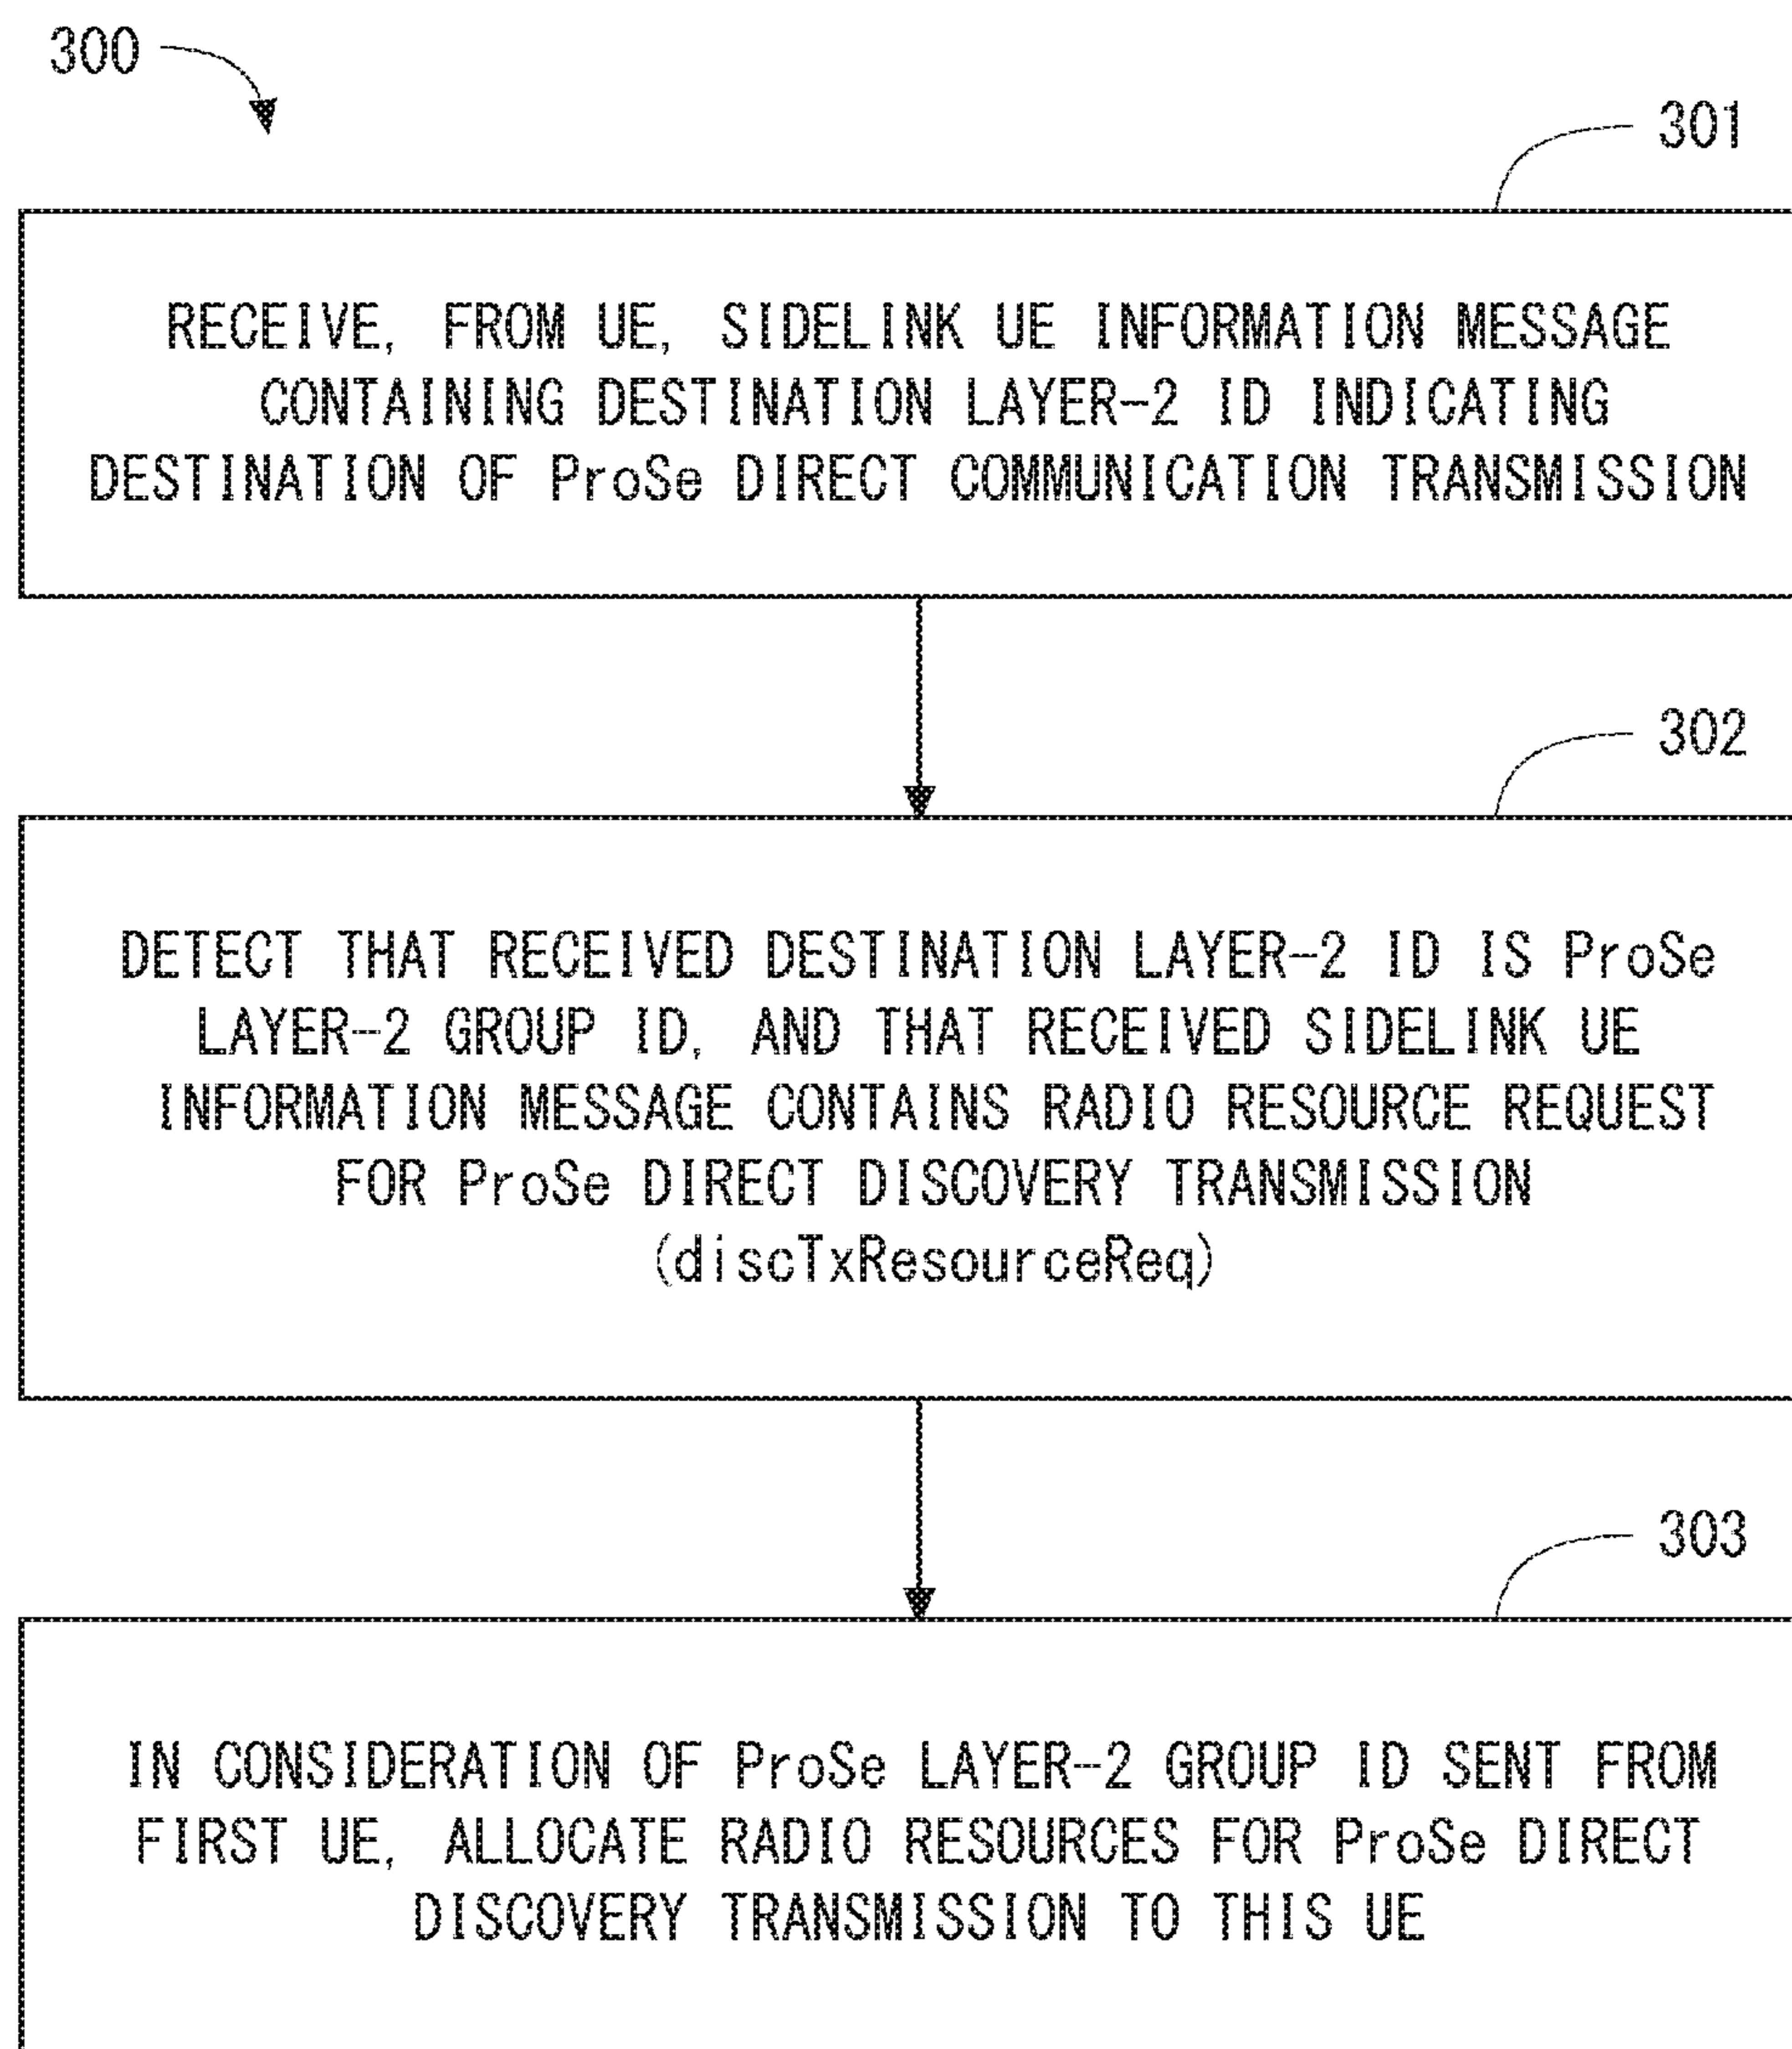 300
301
RECEIVE, FROM UE, SIDELINK UE INFORMATION MESSAGE
CONTAINING DESTINATION LAYER-2 ID INDICATING
DESTINATION OF ProSe DIRECT COMMUNICATION TRANSMISSION
302
DETECT THAT RECEIVED DESTINATION LAYER-2 ID IS ProSe
LAYER-2 GROUP ID, AND THAT RECEIVED SIDELINK UE
INFORMATION MESSAGE CONTAINS RADIO RESOURCE REQUEST
FOR ProSe DIRECT DISCOVERY TRANSMISSION
(discTxResourceReq)
303
IN CONSIDERATION OF ProSe LAYER-2 GROUP ID SENT FROM
FIRST UE, ALLOCATE RADIO RESOURCES FOR ProSe DIRECT
DISCOVERY TRANSMISSION TO THIS UE